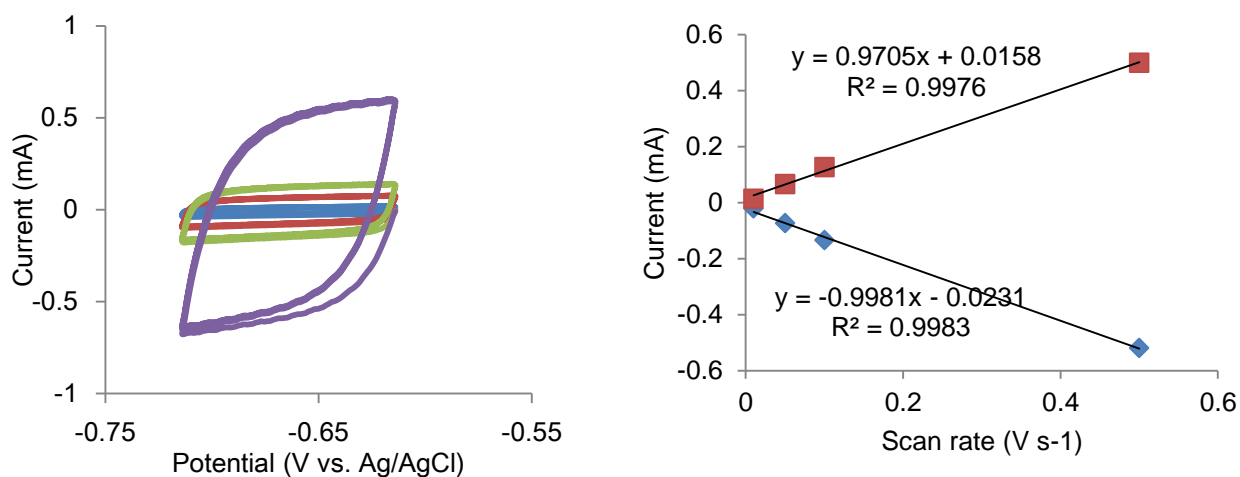 1
0.5
0
-0.5
-1
Current (mA)
-0.75
-0.65
-0.55
Potential (V vs. Ag/AgCl)
0.6
0.4
0.2
0
-0.2
-0.4
-0.6
Current (mA)
y = 0.9705x + 0.0158
R² = 0.9976
y = -0.9981x - 0.0231
R² = 0.9983
0
0.2
0.4
0.6
Scan rate (V s-1)